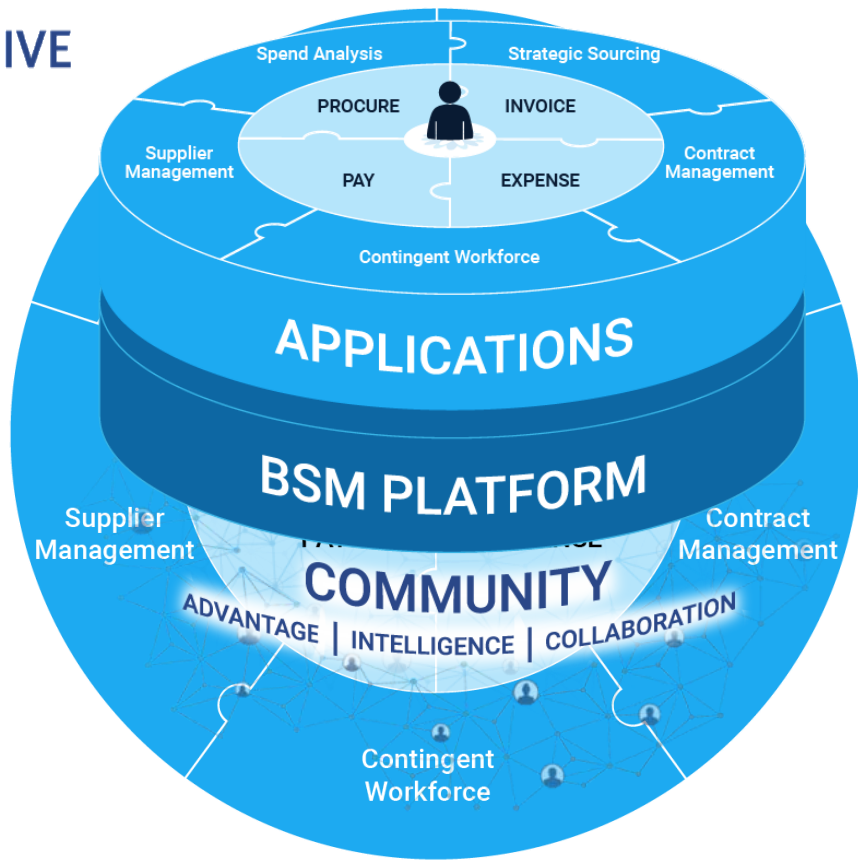 IVE
Spend Analysis
Strategic Sourcing
PROCURE
INVOICE
Supplier
Management
Contract
Management
PAY
EXPENSE
Contingent Workforce
APPLICATIONS
BSM PLATFORM
Supplier
Management
Contract
Management
COMMUNITY
ADVANTAGE | INTELLIGENCE | COLLABORATION
Contingent
Workforce